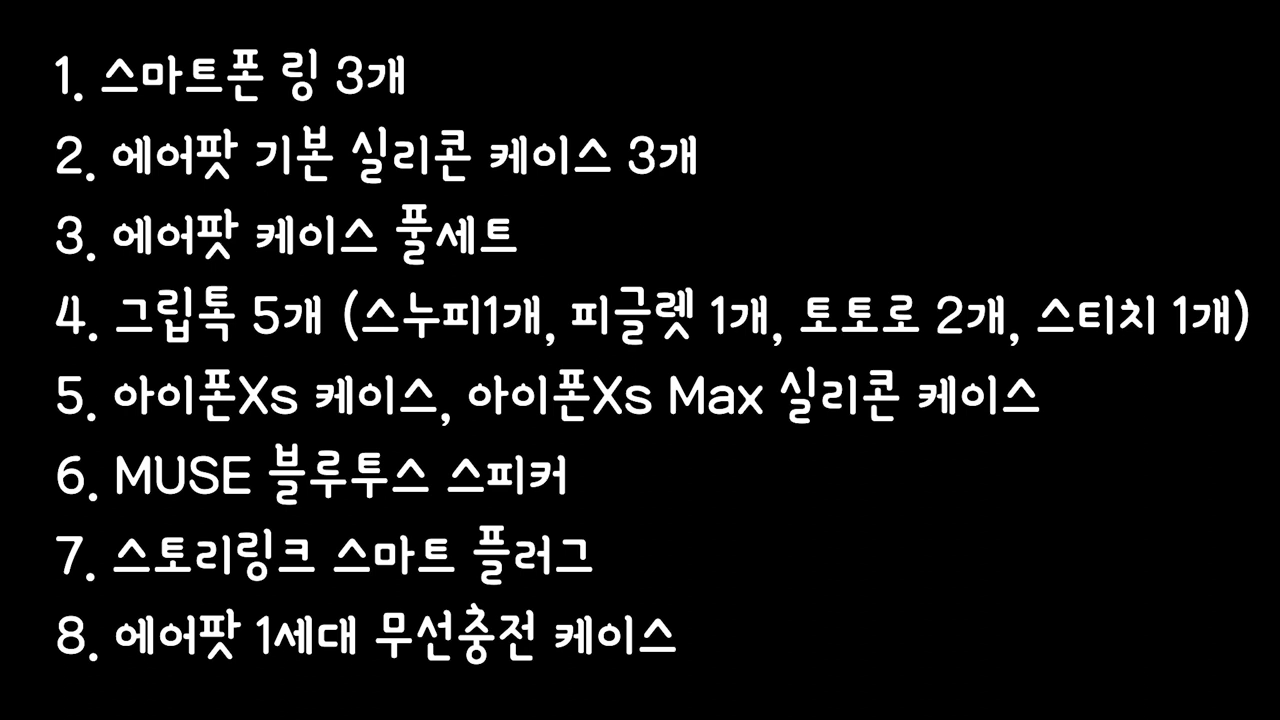 1. 스마트폰 링 3개
2. 에어팟 기본 실리콘 케이스 3개
3. 에어팟 케이스 풀세트
4. 그립톡 5개 (스누피1개, 피글렛 1개, 토토로 2개, 스티치 1개)
5. 아이폰Xs 케이스, 아이폰Xs Max 실리콘 케이스
6. MUSE 블루투스 스피커
7. 스토리링크 스마트 플러그
8. 에어팟 1세대 무선충전 케이스